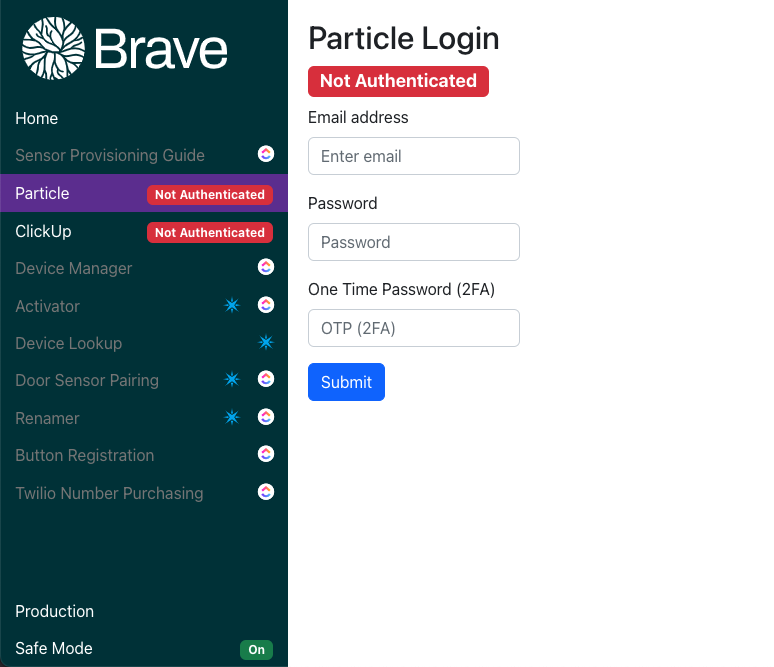 Brave
Home
Sensor Provisioning Guide
Particle Not Authenticated
ClickUp Not Authenticated
Device Manager
Activator
Device Lookup
Door Sensor Pairing
Renamer
Button Registration
Twilio Number Purchasing
Production
Safe Mode On
Particle Login
Not Authenticated
Email address
Enter email
Password
Password
One Time Password (2FA)
OTP (2FA)
Submit